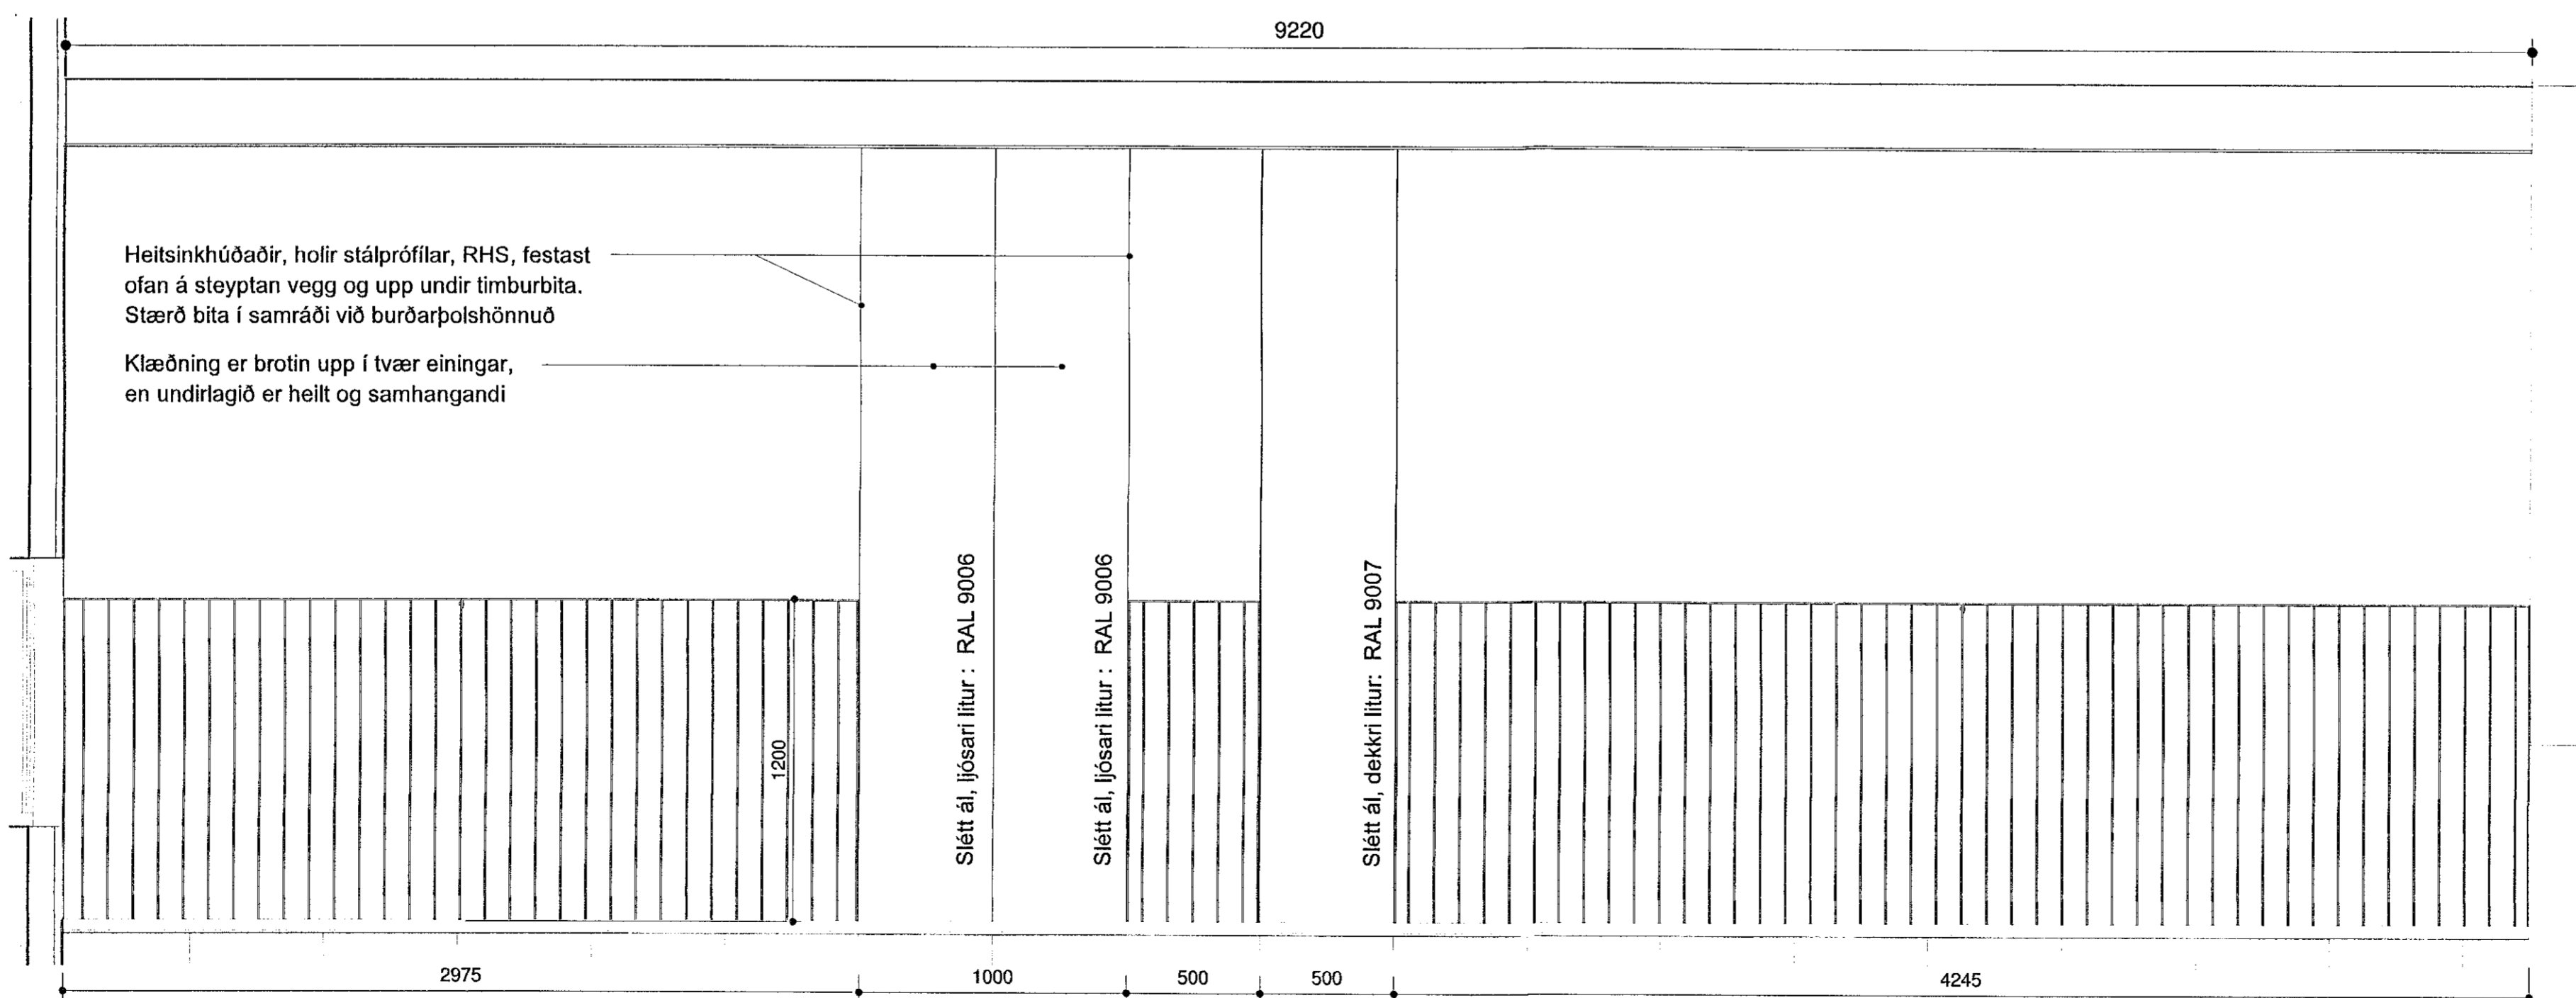 9220
Heitsinkhúðaðir, holir stálprófílar, RHS, festast
ofan á steyptan vegg og upp undir timburbita.
Stærð bita í samráði við burðarþolshönnuð
Klæðning er brotin upp í tvær einingar,
en undirlagið er heilt og samhangandi
Slétt ál, ljósari litur : RAL 9006
Slétt ál, ljósari litur : RAL 9006
Slétt ál, dekkri litur: RAL 9007
1200
2975
1000
500
500
4245